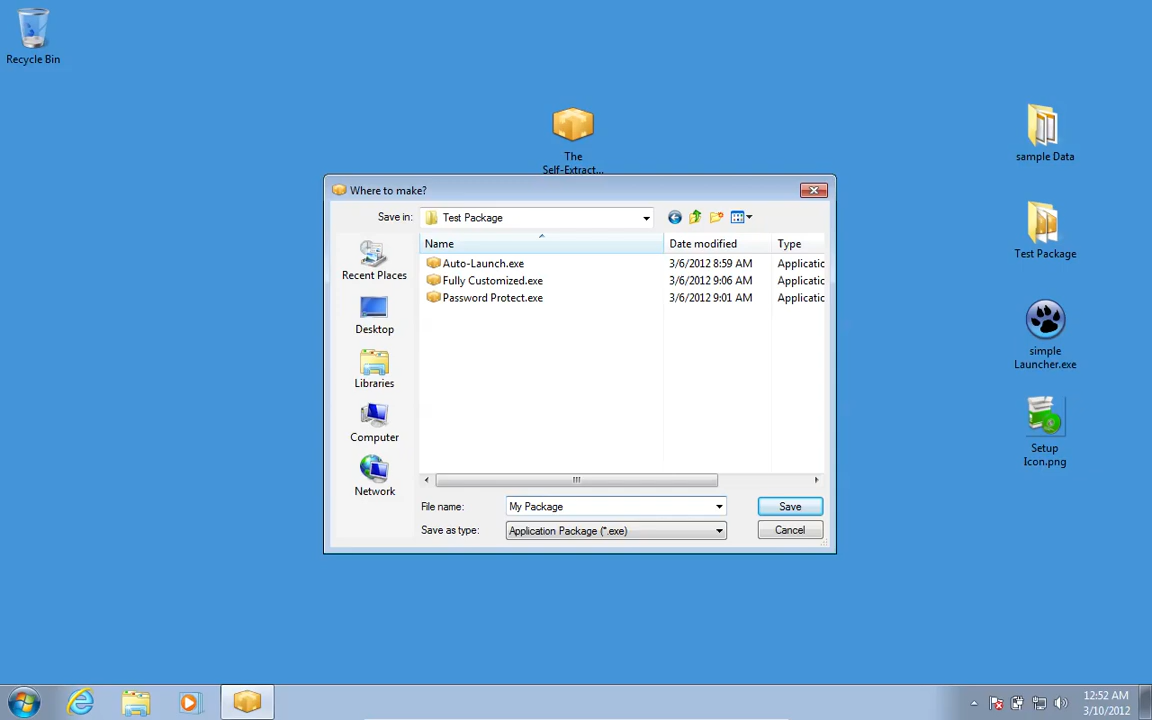 Recycle Bin
The
Self-Extract...
sample Data
Test Package
simple
Launcher.exe
Setup
Icon.png
Where to make?
Save in:
Test Package
Name
Date modified
Type
Auto-Launch.exe
3/6/2012 8:59 AM
Applicatic
Fully Customized.exe
3/6/2012 9:06 AM
Applicatic
Password Protect.exe
3/6/2012 9:01 AM
Applicatic
Recent Places
Desktop
Libraries
Computer
Network
File name:
My Package
Save
Save as type:
Application Package (*.exe)
Cancel
12:52 AM
3/10/2012